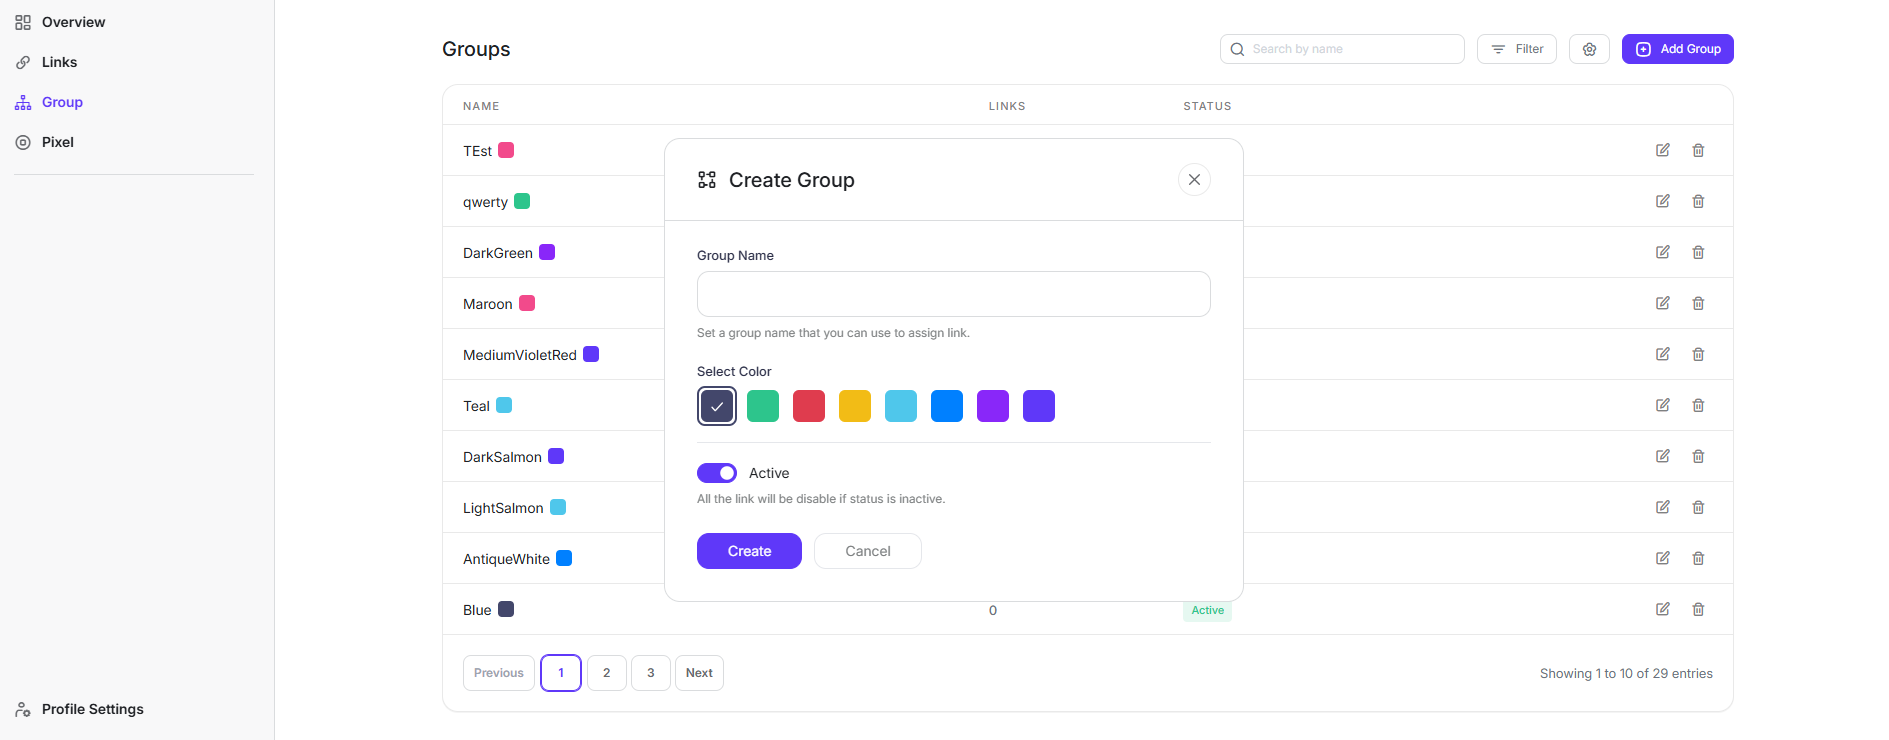 Overview
Links
Group
Pixel
Profile Settings
Groups
Search by name
Filter
Add Group
NAME LINKS STATUS
TEst
qwerty
DarkGreen
Maroon
MediumVioletRed
Teal
DarkSalmon
LightSalmon
AntiqueWhite
Blue 0 Active
Create Group
Group Name
Set a group name that you can use to assign link.
Select Color
Active
All the link will be disable if status is inactive.
Create Cancel
Previous 1 2 3 Next
Showing 1 to 10 of 29 entries